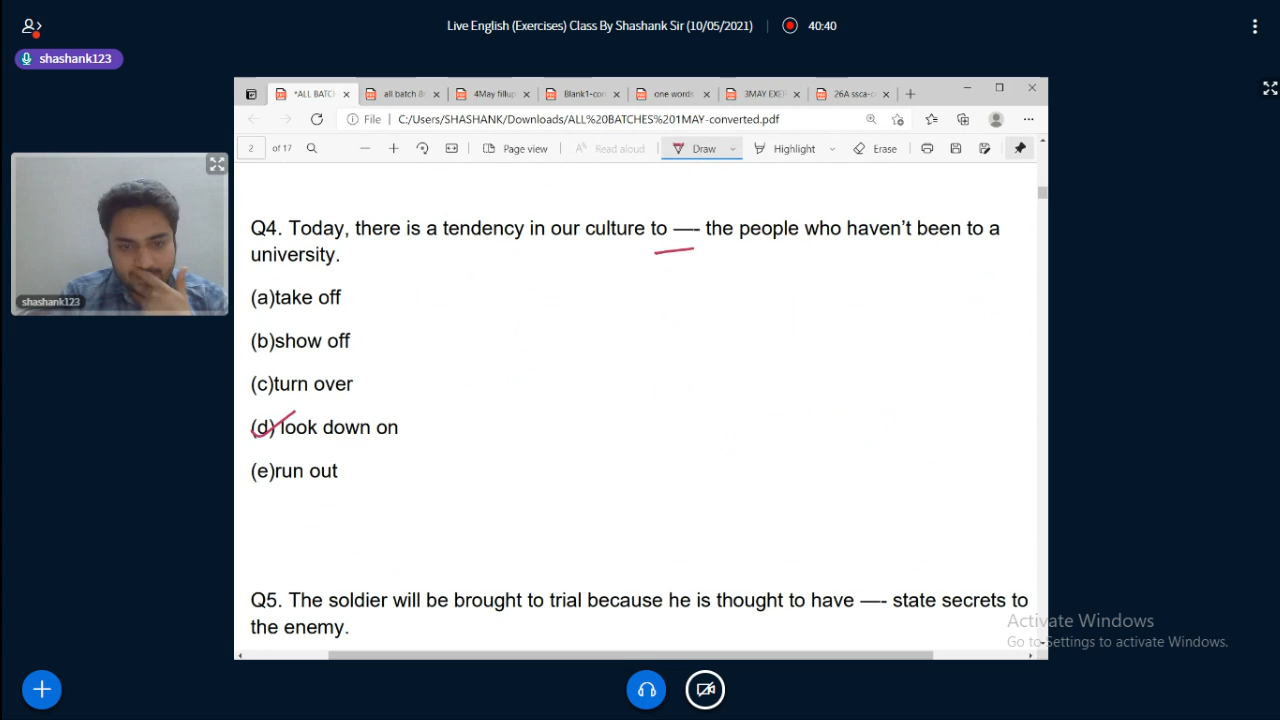 Live English (Exercises) Class By Shashank Sir (10/05/2021)
40:40
shashank123
shashank123
*ALL BATC
all batch 8
4May fillup
Blank1-con
one words
3MAY EXE
26A ssca-c
File
C:/Users/SHASHANK/Downloads/ALL%20BATCHES%201MAY-converted.pdf
2 of 17
Page view
Read aloud
Draw
Highlight
Erase
Q4. Today, there is a tendency in our culture to —- the people who haven’t been to a
university.
(a)take off
(b)show off
(c)turn over
(d) look down on
(e)run out
Q5. The soldier will be brought to trial because he is thought to have —- state secrets to
the enemy.
Activate Windows
Go to Settings to activate Windows.